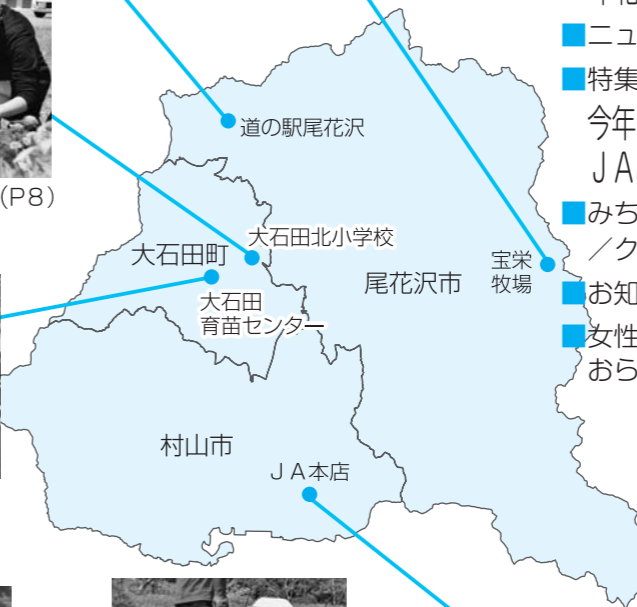 道の駅尾花沢
(P8)
大石田北小学校
大石田町
大石田
育苗センター
尾花沢市
宝栄
牧場
村山市
ＪＡ本店
■ニュ
■特集
今年
ＪＡ
■みち
／ク
■お知
■女性
おら